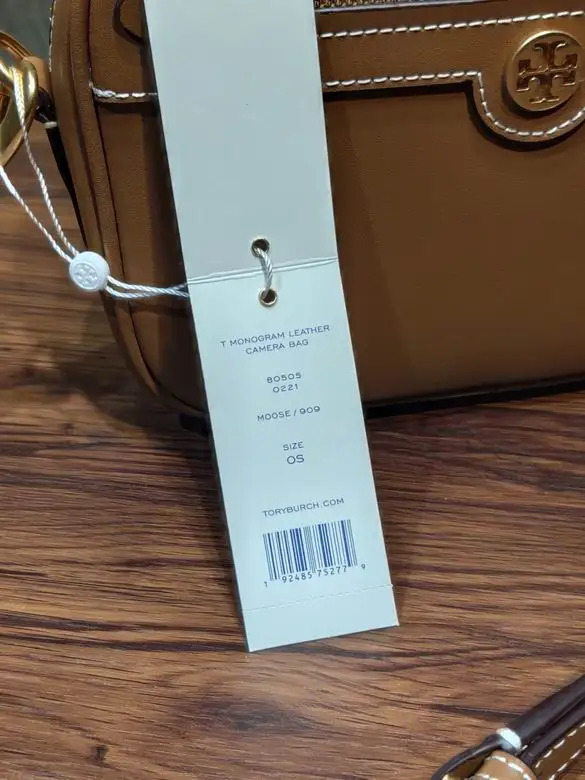 T MONOGRAM LEATHER
CAMERA BAG
80505
0221
MOOSE/909
SIZE
OS
TORYBURCH.COM
1 92485 75277 9